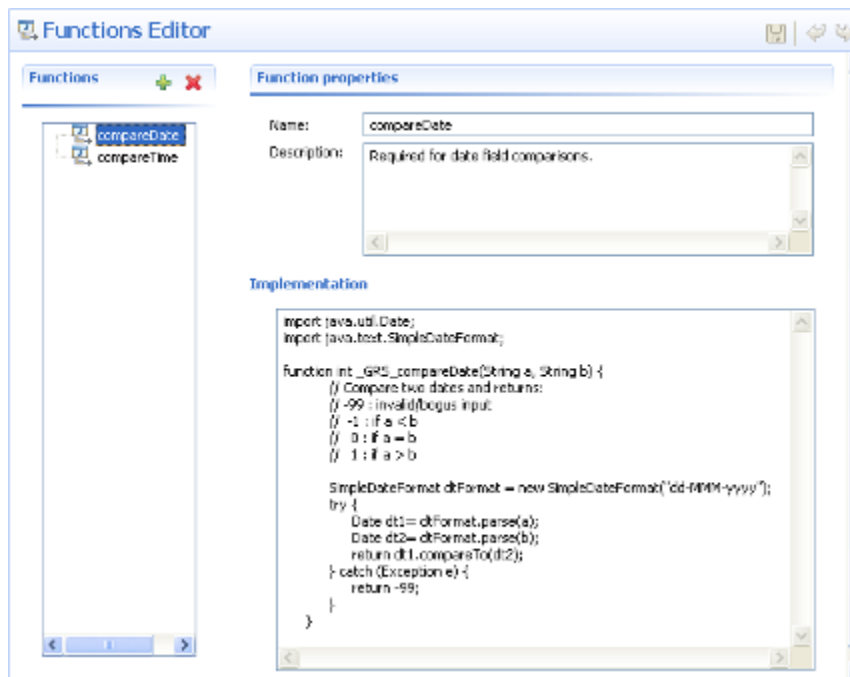 Functions Editor
Functions
Function properties
compareDate
compareTime
Name: compareDate
Description: Required for date field comparisons.
Implementation
import java.util.Date;
import java.text.SimpleDateFormat;
function int _GRS_compareDate(String a, String b) {
// Compare two dates and returns:
// -99 : invalid/bogus input
// -1 : if a < b
// 0 : if a = b
// 1 : if a > b
SimpleDateFormat dtFormat = new SimpleDateFormat("dd-MMM-yyyy");
try {
Date dt1= dtFormat.parse(a);
Date dt2= dtFormat.parse(b);
return dt1.compareTo(dt2);
} catch (Exception e) {
return -99;
}
}